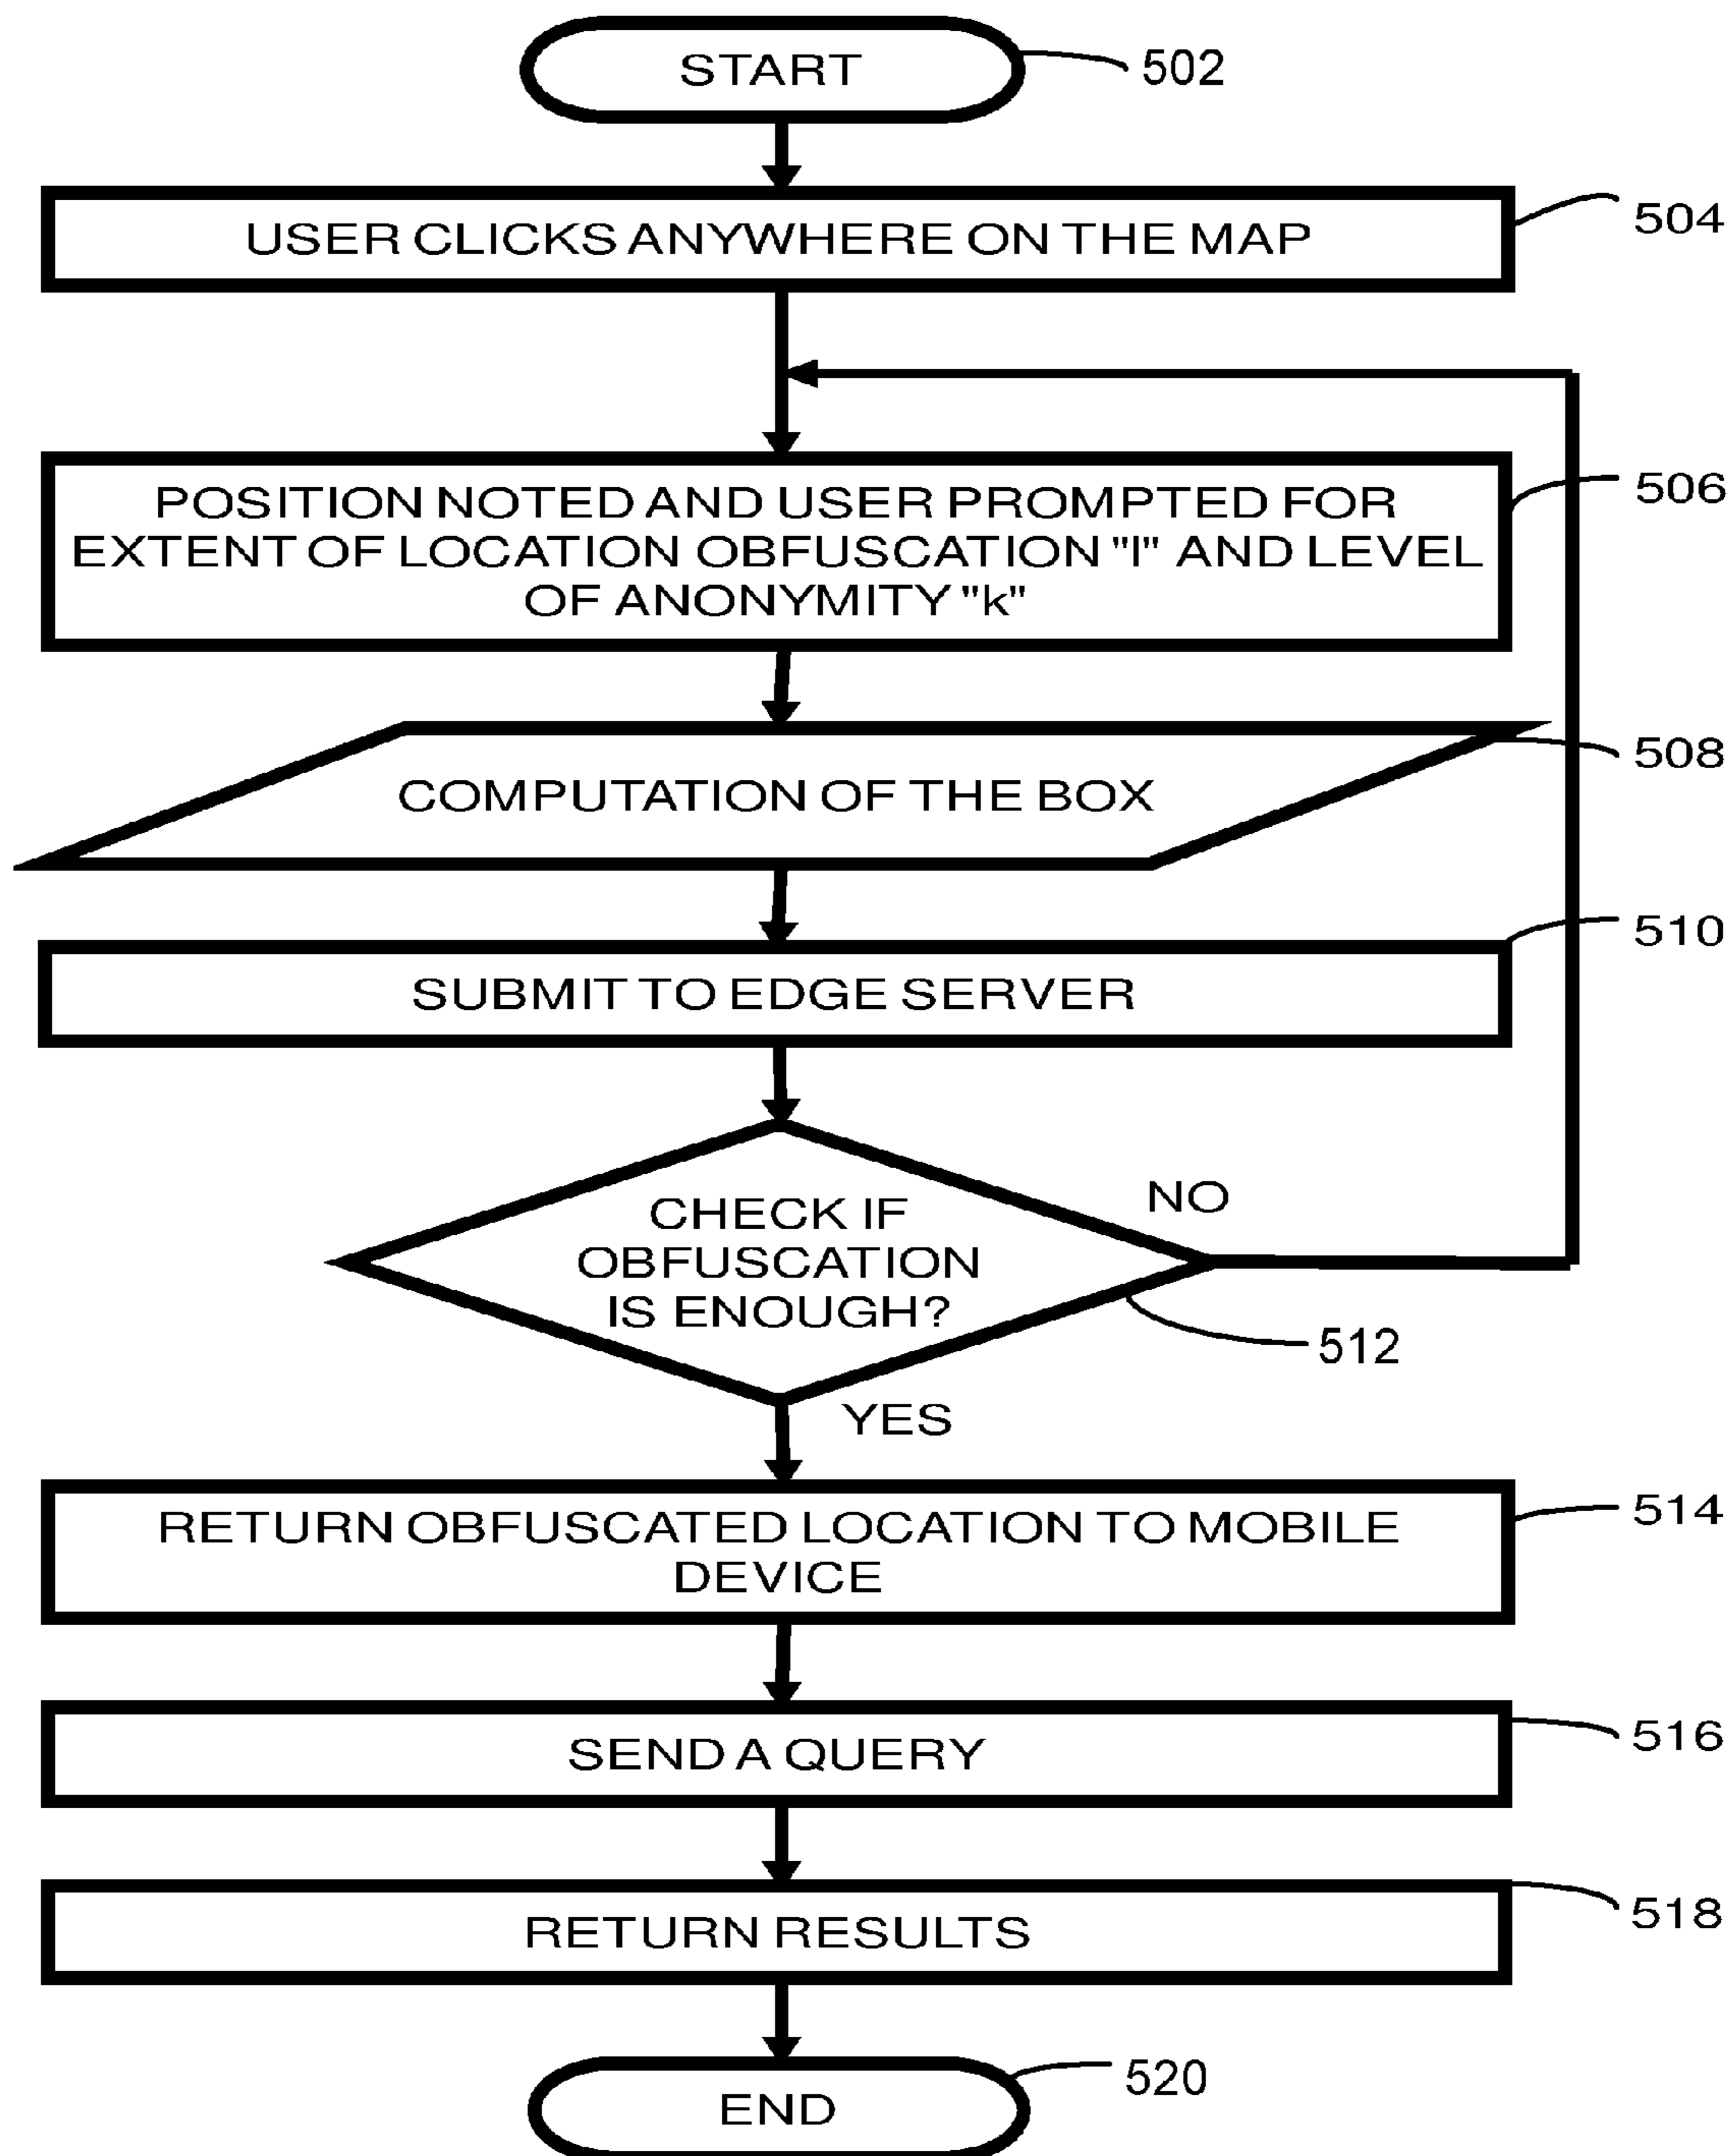 START
502
USER CLICKS ANYWHERE ON THE MAP
504
POSITION NOTED AND USER PROMPTED FOR
EXTENT OF LOCATION OBFUSCATION "l" AND LEVEL
OF ANONYMITY "k"
506
COMPUTATION OF THE BOX
508
SUBMIT TO EDGE SERVER
510
CHECK IF
OBFUSCATION
IS ENOUGH?
NO
512
YES
RETURN OBFUSCATED LOCATION TO MOBILE
DEVICE
514
SEND A QUERY
516
RETURN RESULTS
518
END
520